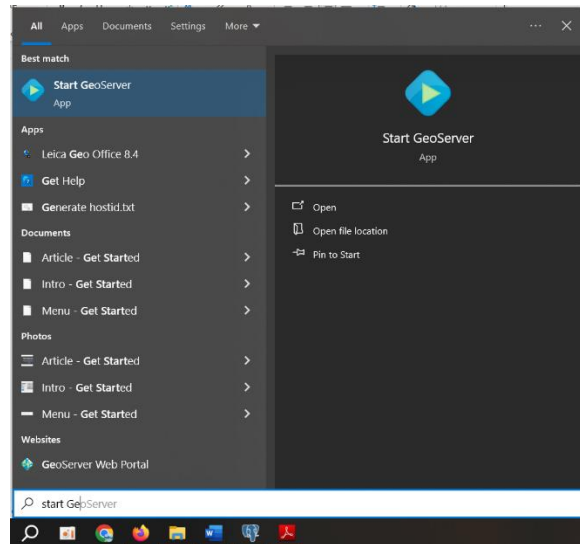 All Apps Documents Settings More
Best match
Start GeoServer
App
Apps
Leica Geo Office 8.4
Get Help
Generate hostid.txt
Documents
Article - Get Started
Intro - Get Started
Menu - Get Started
Photos
Article - Get Started
Intro - Get Started
Menu - Get Started
Websites
GeoServer Web Portal
start GeoServer
Start GeoServer
App
Open
Open file location
Pin to Start